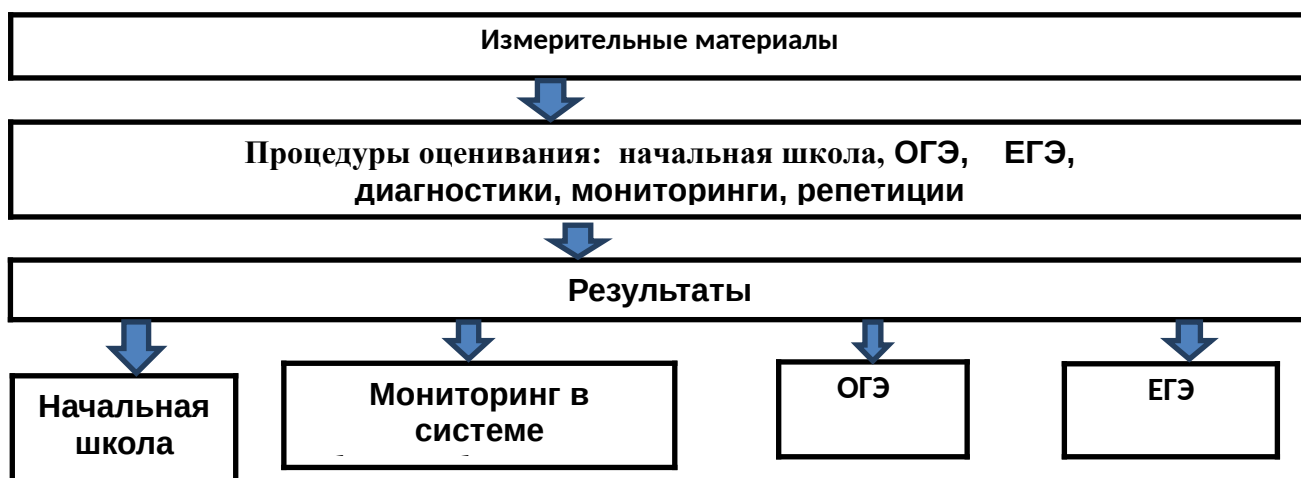 Измерительные материалы
Процедуры оценивания: начальная школа, ОГЭ, ЕГЭ,
диагностики, мониторинги, репетиции
Результаты
Начальная
школа
Мониторинг в
системе
ОГЭ
ЕГЭ